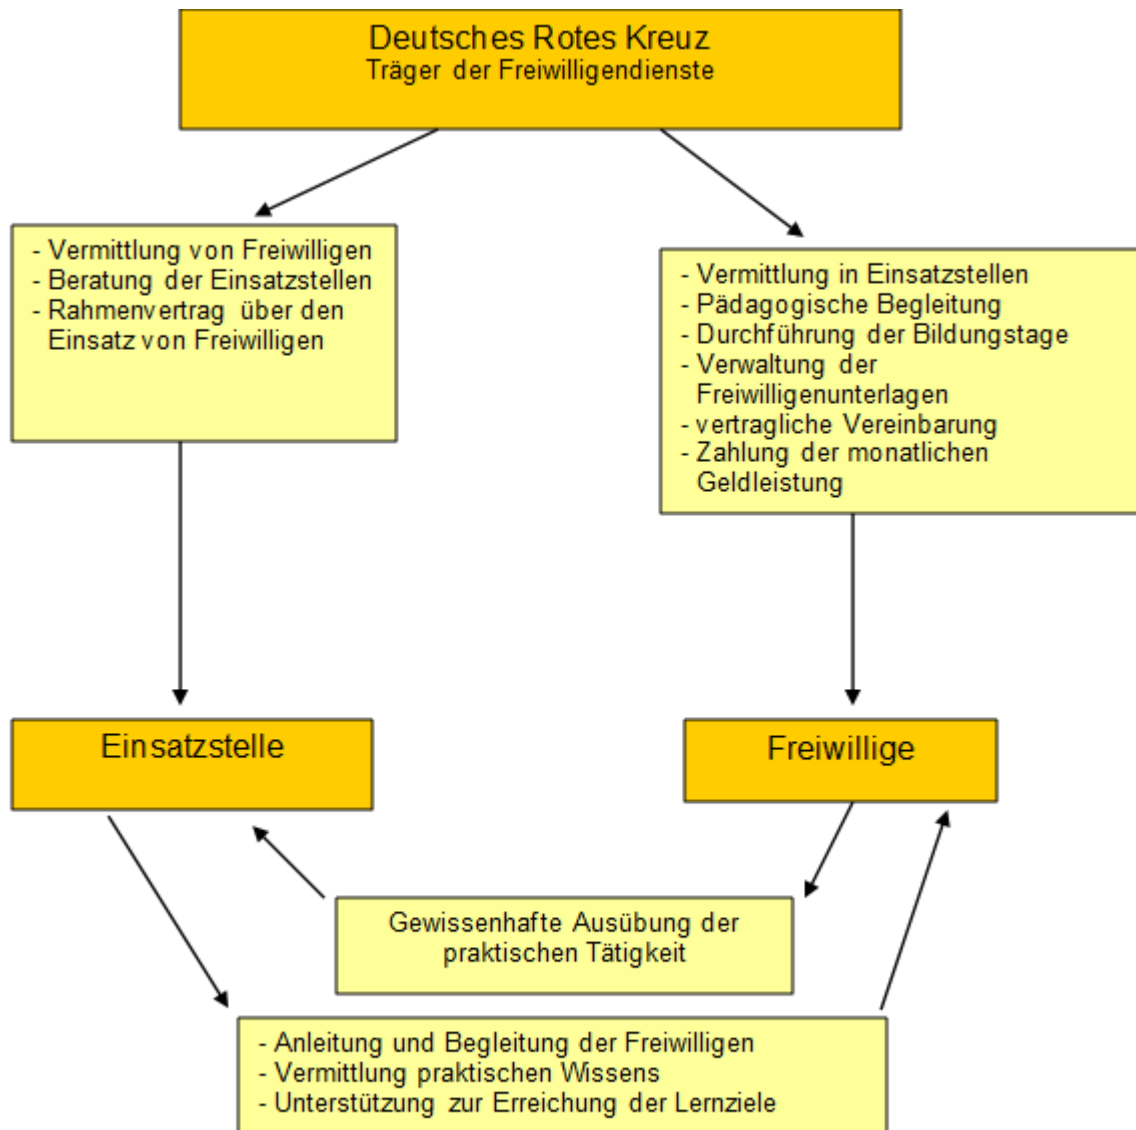 Deutsches Rotes Kreuz
Träger der Freiwilligendienste
- Vermittlung von Freiwilligen
- Beratung der Einsatzstellen
- Rahmenvertrag über den
Einsatz von Freiwilligen
- Vermittlung in Einsatzstellen
- Pädagogische Begleitung
- Durchführung der Bildungstage
- Verwaltung der
Freiwilligenunterlagen
- vertragliche Vereinbarung
- Zahlung der monatlichen
Geldleistung
Einsatzstelle
Freiwillige
Gewissenhafte Ausübung der
praktischen Tätigkeit
- Anleitung und Begleitung der Freiwilligen
- Vermittlung praktischen Wissens
- Unterstützung zur Erreichung der Lernziele